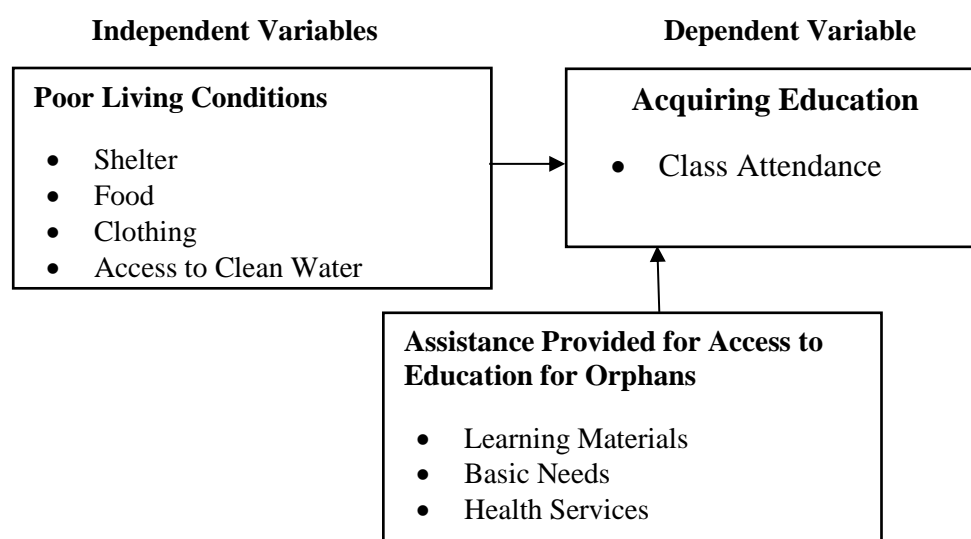 Independent Variables
Dependent Variable
Poor Living Conditions
• Shelter
• Food
• Clothing
• Access to Clean Water
Acquiring Education
• Class Attendance
Assistance Provided for Access to
Education for Orphans
• Learning Materials
• Basic Needs
• Health Services